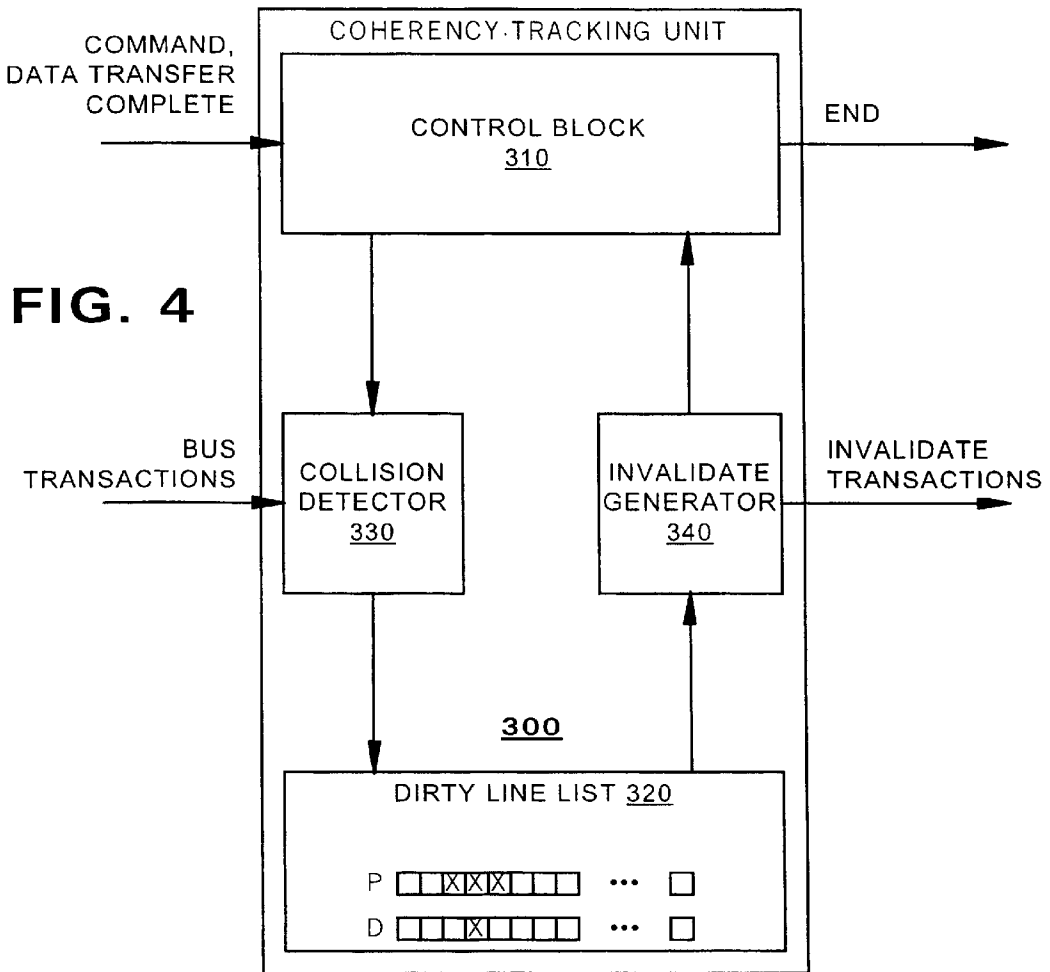 COHERENCY-TRACKING UNIT
COMMAND,
DATA TRANSFER
COMPLETE
CONTROL BLOCK
310
END
FIG. 4
BUS
TRANSACTIONS
COLLISION
DETECTOR
330
INVALIDATE
GENERATOR
340
INVALIDATE
TRANSACTIONS
300
DIRTY LINE LIST 320
P X X X •••
D X •••